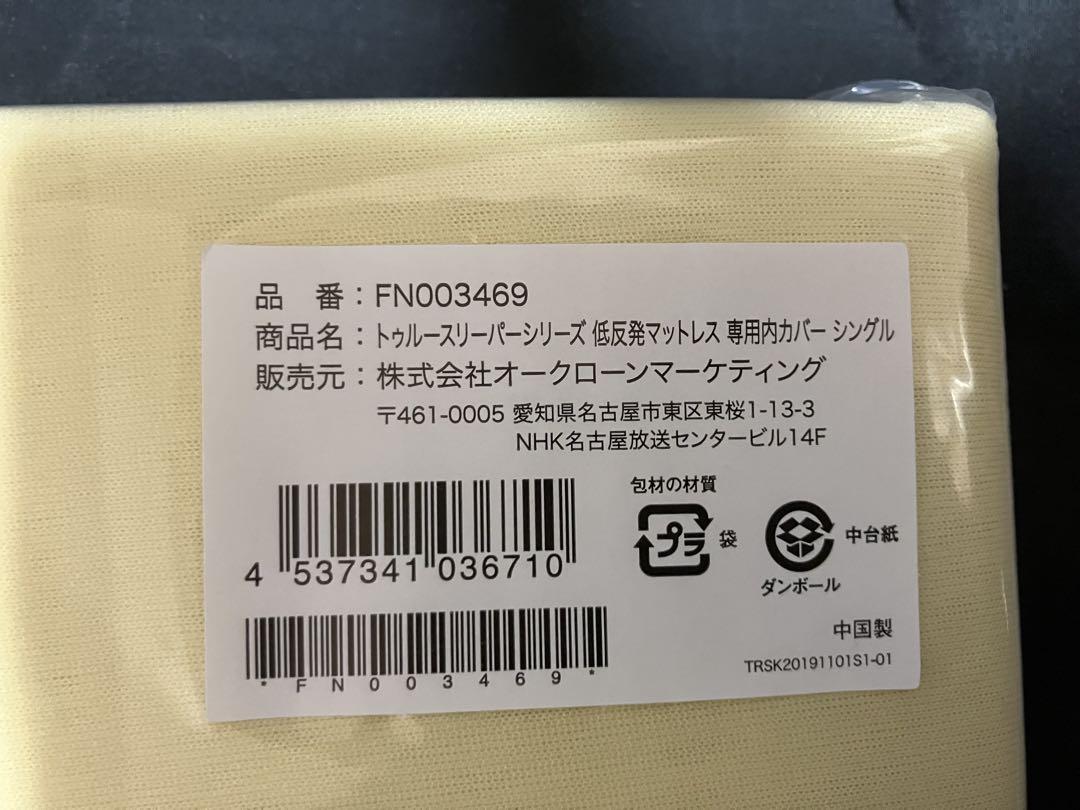 品　番：FN003469
商品名：トゥルースリーパーシリーズ 低反発マットレス 専用内カバー シングル
販売元：株式会社オークローンマーケティング
〒461-0005 愛知県名古屋市東区東桜1-13-3
NHK名古屋放送センタービル14F
包材の材質
プラ 袋
中台紙
ダンボール
4 537341 036710
*FN003469*
中国製
TRSK20191101S1-01